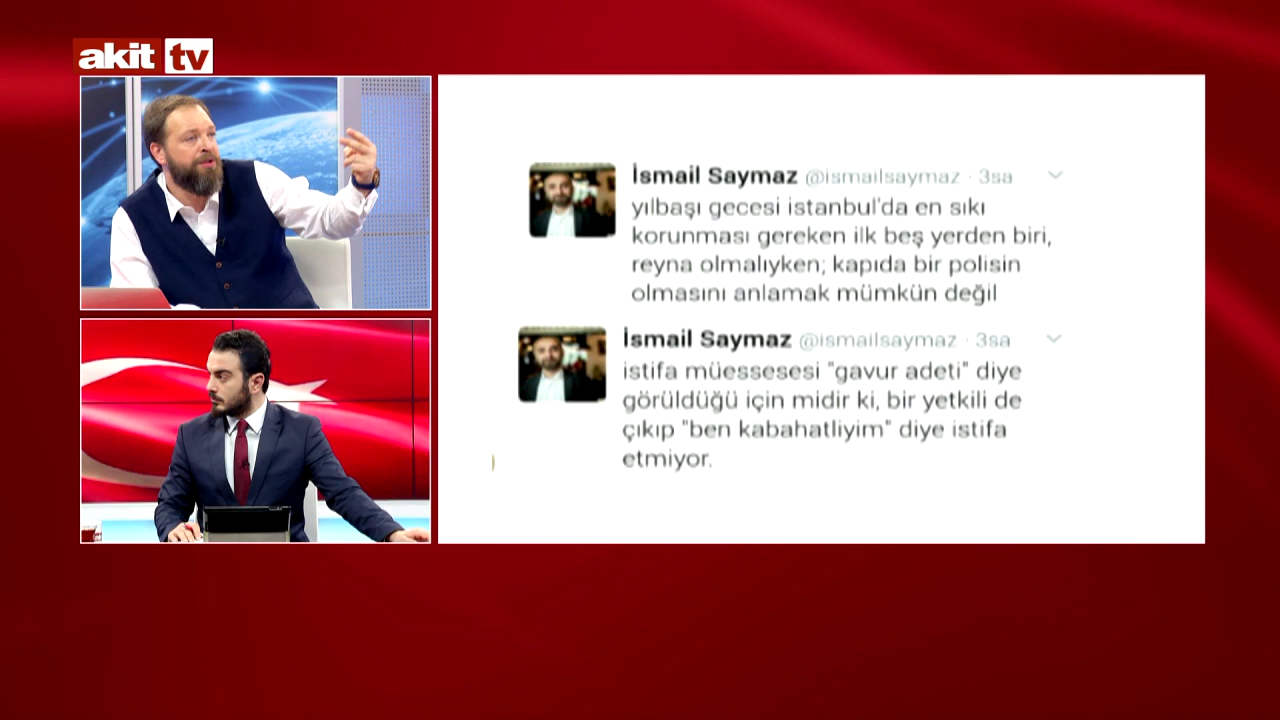 akit tv
İsmail Saymaz @ismailsaymaz · 3sa
yılbaşı gecesi istanbul'da en sıkı
korunması gereken ilk beş yerden biri,
reyna olmalıyken; kapıda bir polisin
olmasını anlamak mümkün değil
İsmail Saymaz @ismailsaymaz · 3sa
istifa müessesesi "gavur adeti" diye
görüldüğü için midir ki, bir yetkili de
çıkıp "ben kabahatliyim" diye istifa
etmiyor.